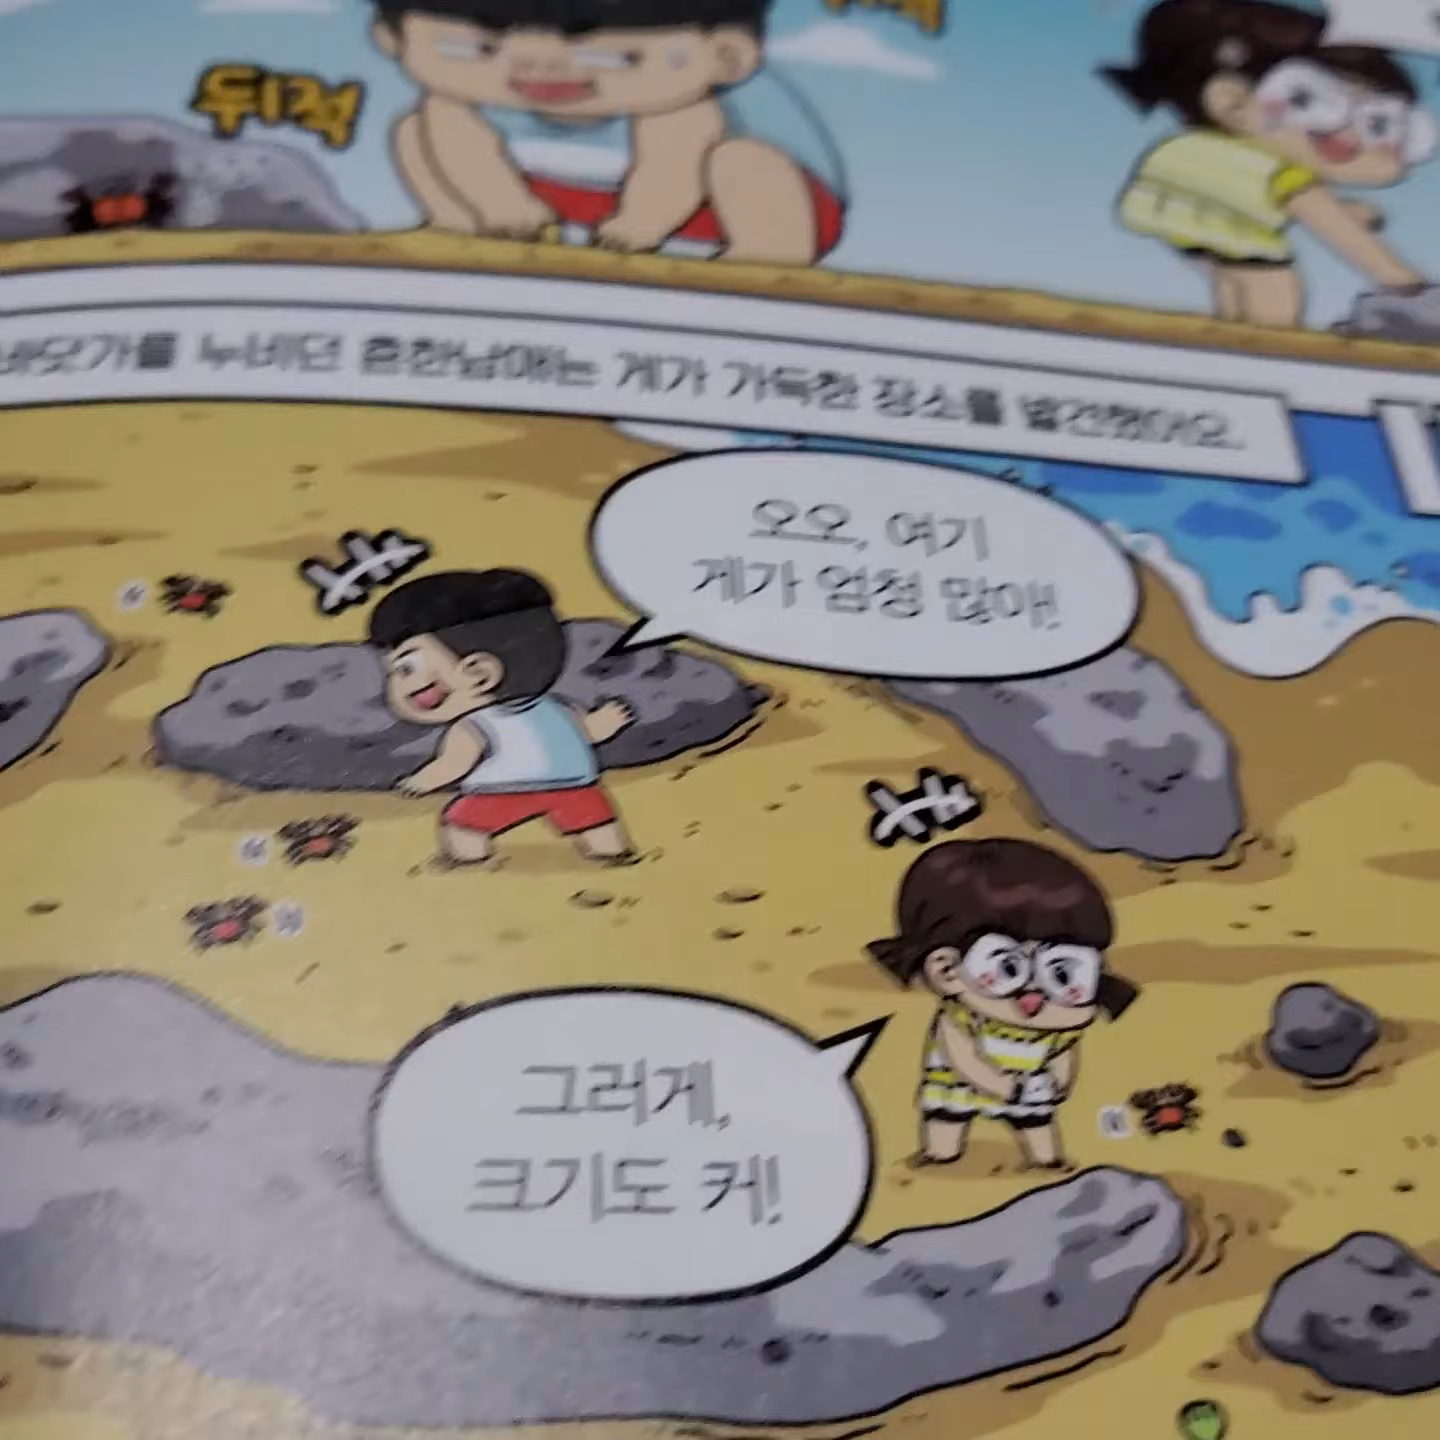 뒤적
바닷가를 누비던 흔한남매는 게가 가득한 장소를 발견했어요.
오오, 여기
게가 엄청 많아!
그러게,
크기도 커!